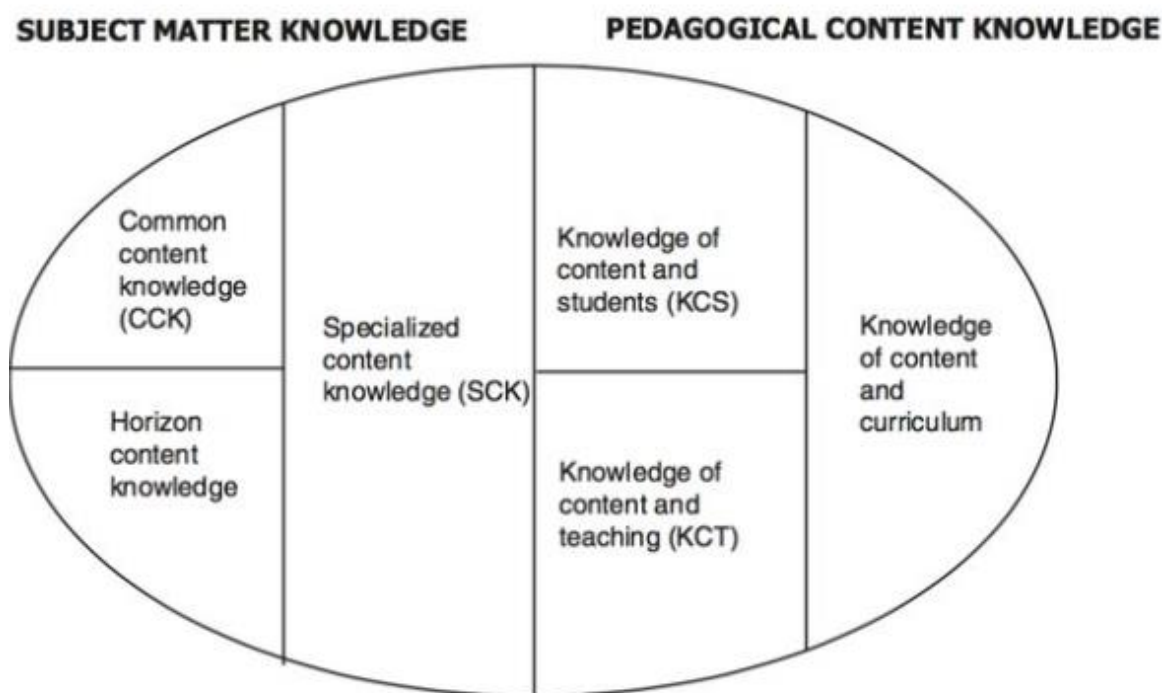 SUBJECT MATTER KNOWLEDGE
PEDAGOGICAL CONTENT KNOWLEDGE
Common
content
knowledge
(CCK)
Horizon
content
knowledge
Specialized
content
knowledge (SCK)
Knowledge of
content and
students (KCS)
Knowledge of
content and
teaching (KCT)
Knowledge
of content
and
curriculum